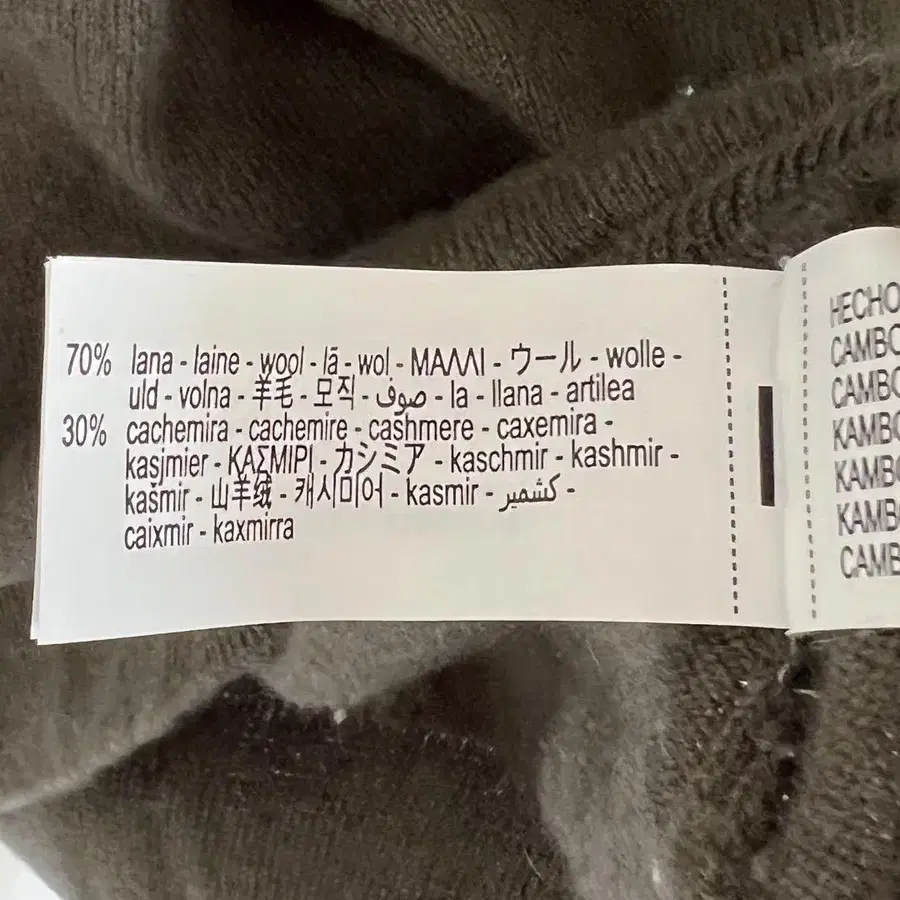 70% lana - laine - wool - lã - wol - ΜΑΛΛΙ - ウール - wolle -
uld - volna - 羊毛 - 모직 - صوف - la - llana - artilea
30% cachemira - cachemire - cashmere - caxemira -
kasjmier - ΚΑΣΜΙΡΙ - カシミア - kaschmir - kashmir -
kašmir - 山羊绒 - 캐시미어 - kasmir - كشمير -
caixmir - kaxmirra
HECHO
CAMBO
CAMBO
KAMBO
KAMBO
KAMBO
CAMB